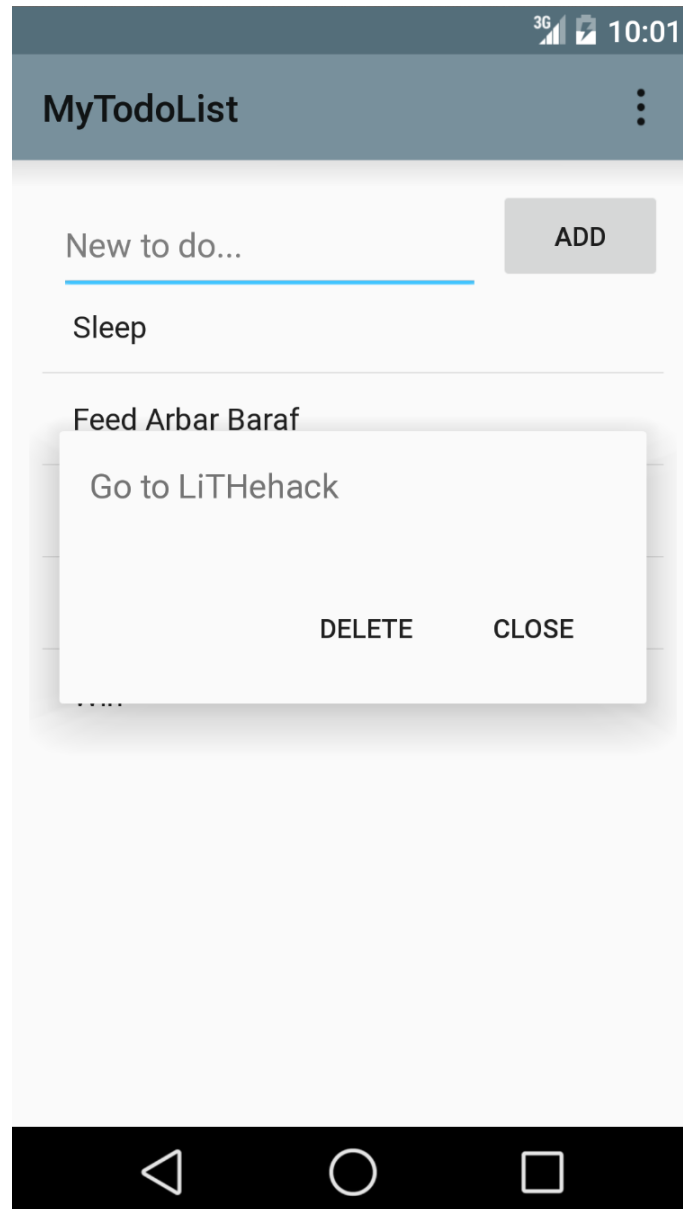 3G 10:01
MyTodoList
New to do...
ADD
Sleep
Feed Arbar Baraf
Go to LiTHehack
DELETE CLOSE